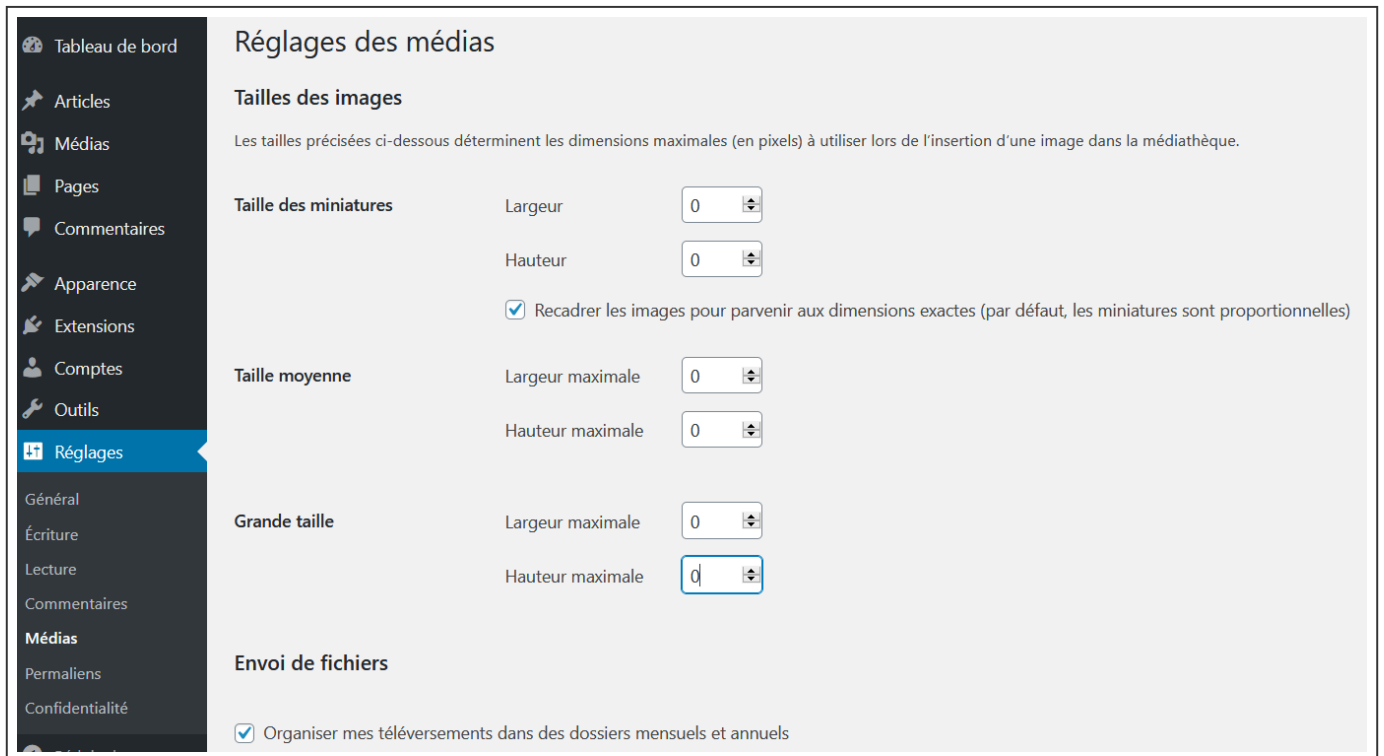 Tableau de bord
Articles
Médias
Pages
Commentaires
Apparence
Extensions
Comptes
Outils
Réglages
Général
Écriture
Lecture
Commentaires
Médias
Permaliens
Confidentialité
Réglages des médias
Tailles des images
Les tailles précisées ci-dessous déterminent les dimensions maximales (en pixels) à utiliser lors de l’insertion d’une image dans la médiathèque.
Taille des miniatures
Largeur 0
Hauteur 0
Recadrer les images pour parvenir aux dimensions exactes (par défaut, les miniatures sont proportionnelles)
Taille moyenne
Largeur maximale 0
Hauteur maximale 0
Grande taille
Largeur maximale 0
Hauteur maximale 0
Envoi de fichiers
Organiser mes téléversements dans des dossiers mensuels et annuels